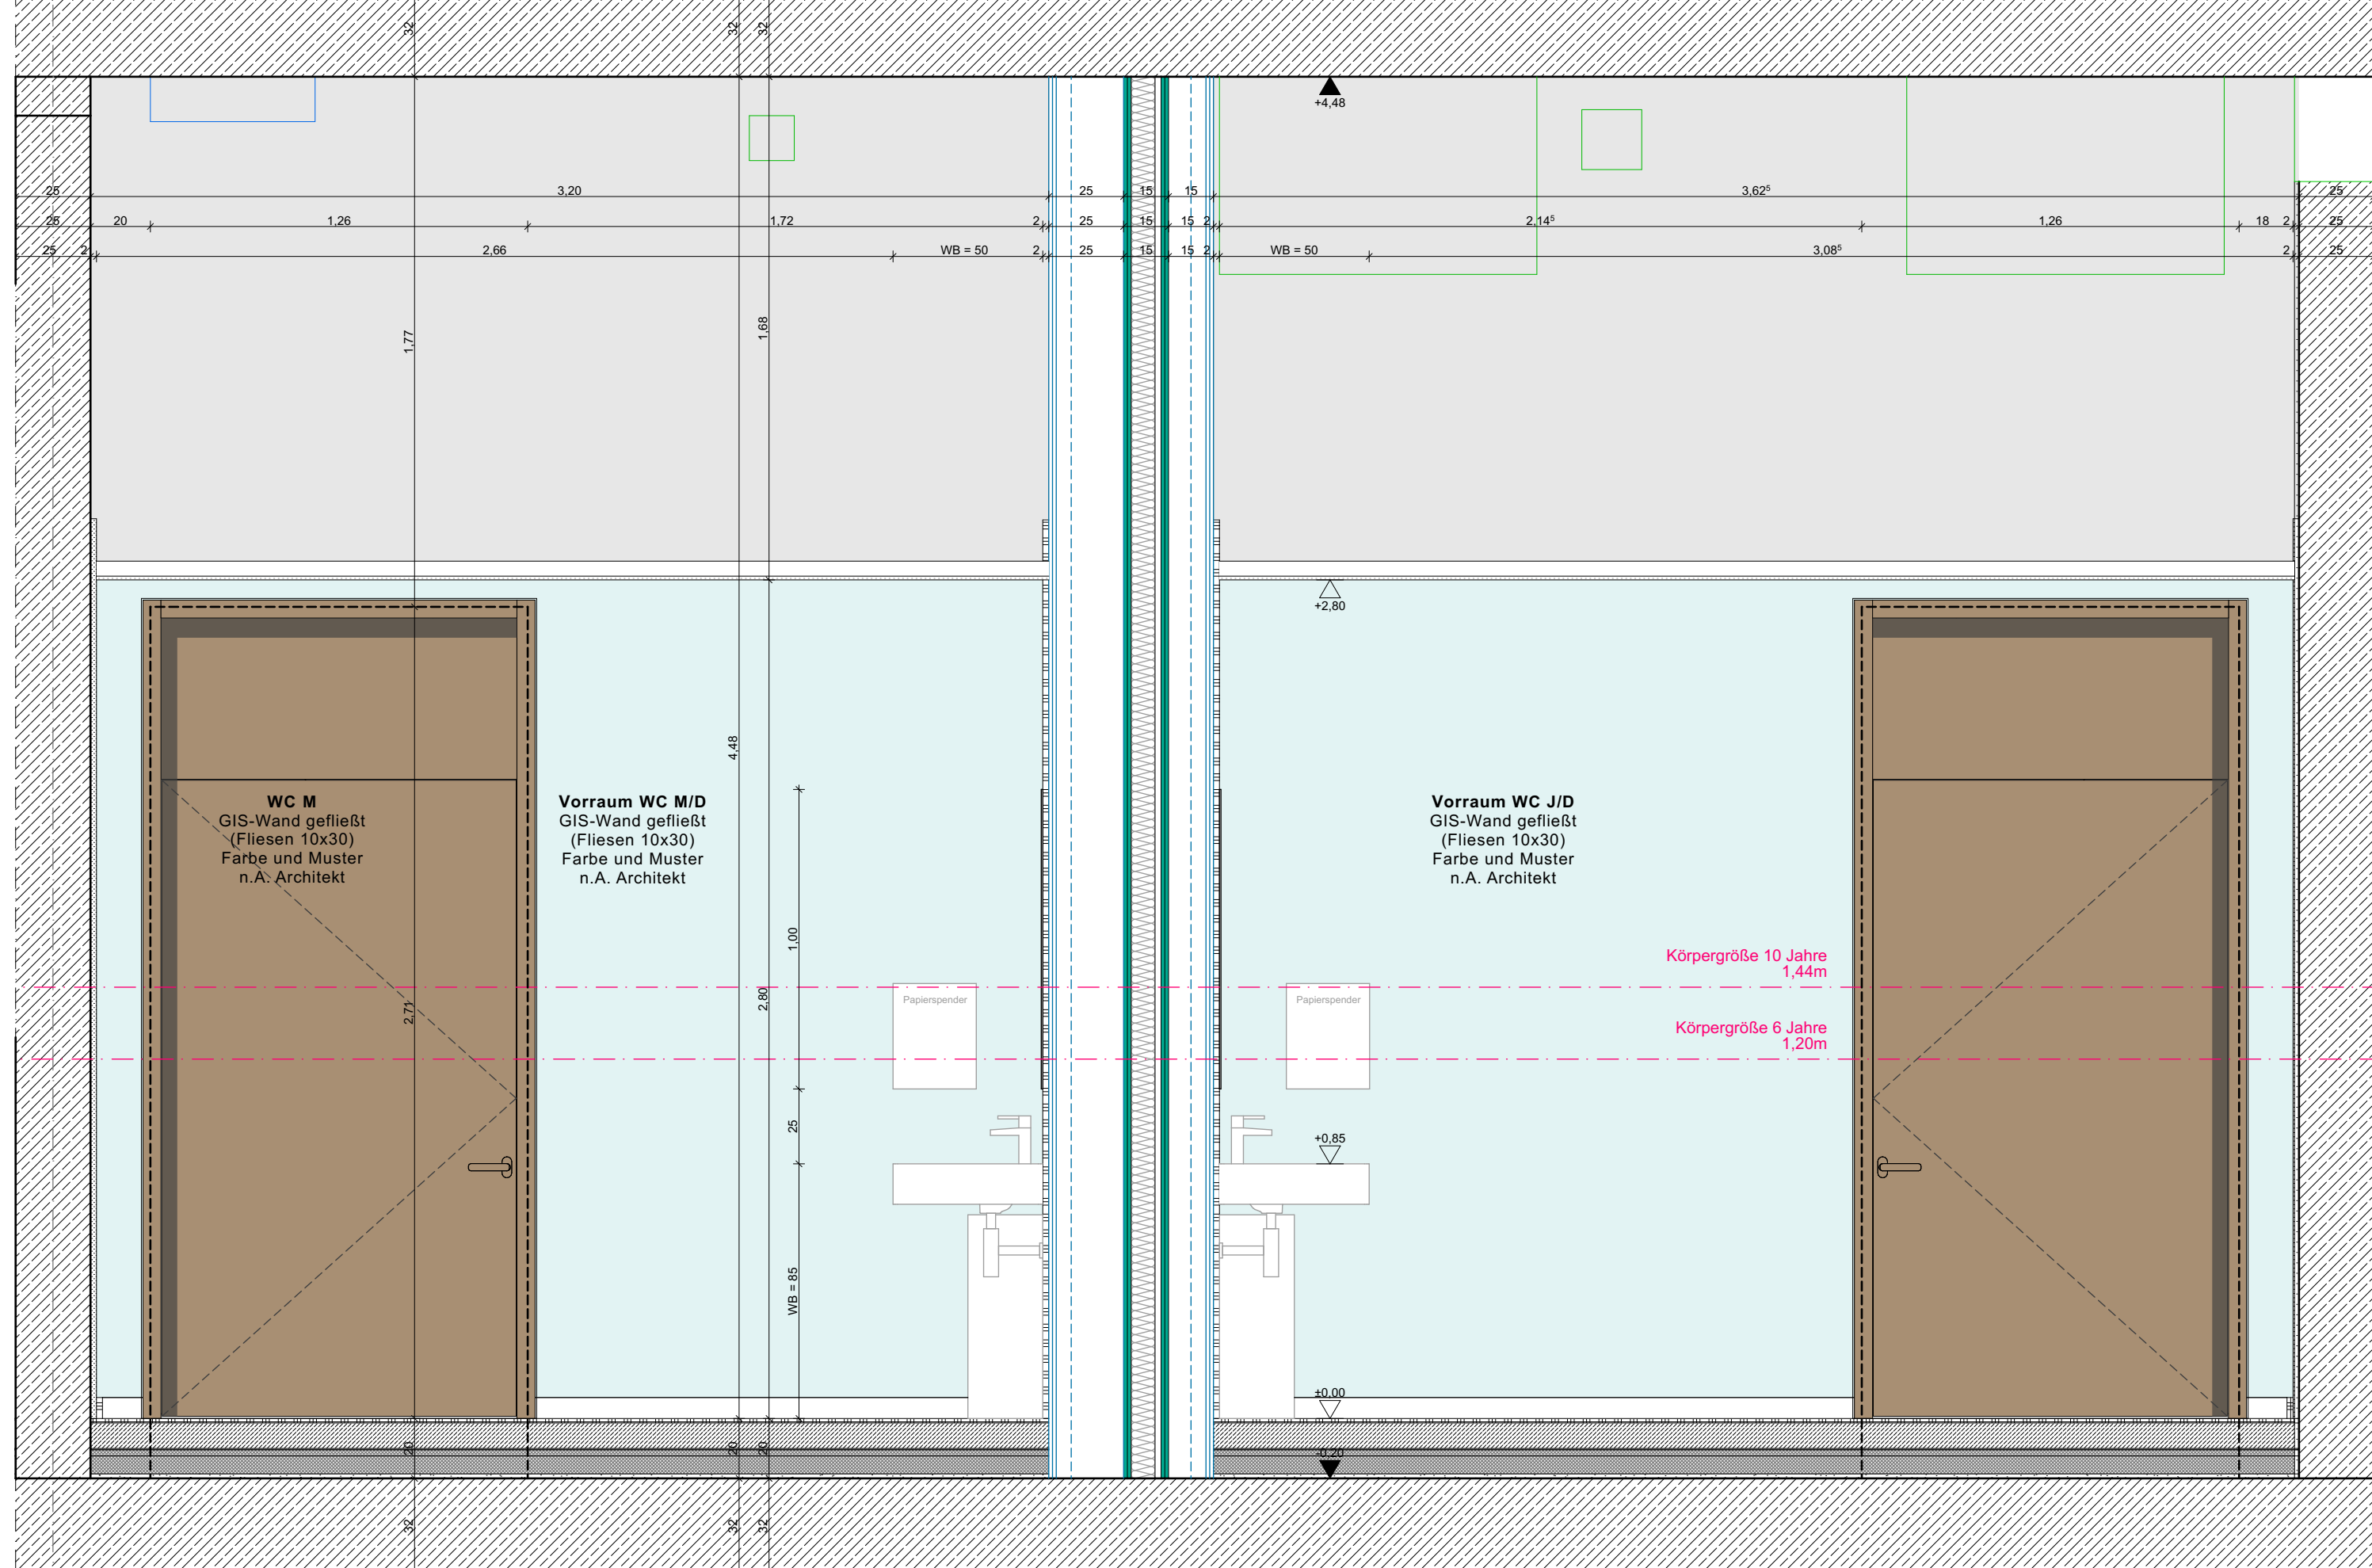 32
32
32
+4,48
25
3,20
25
15
15
3,62⁵
25
25
20
1,26
1,72
2
25
15
15
2
2,14⁵
1,26
18
2
25
25
2
2,66
WB = 50
2
25
15
15
2
WB = 50
3,08⁵
2
25
1,77
1,68
+2,80
4,48
WC M
GIS-Wand gefließt
(Fliesen 10x30)
Farbe und Muster
n.A. Architekt
Vorraum WC M/D
GIS-Wand gefließt
(Fliesen 10x30)
Farbe und Muster
n.A. Architekt
Vorraum WC J/D
GIS-Wand gefließt
(Fliesen 10x30)
Farbe und Muster
n.A. Architekt
1,00
Körpergröße 10 Jahre
1,44m
2,71
2,80
Papierspender
Papierspender
Körpergröße 6 Jahre
1,20m
25
+0,85
WB = 85
±0,00
20
20
20
-0,20
32
32
32